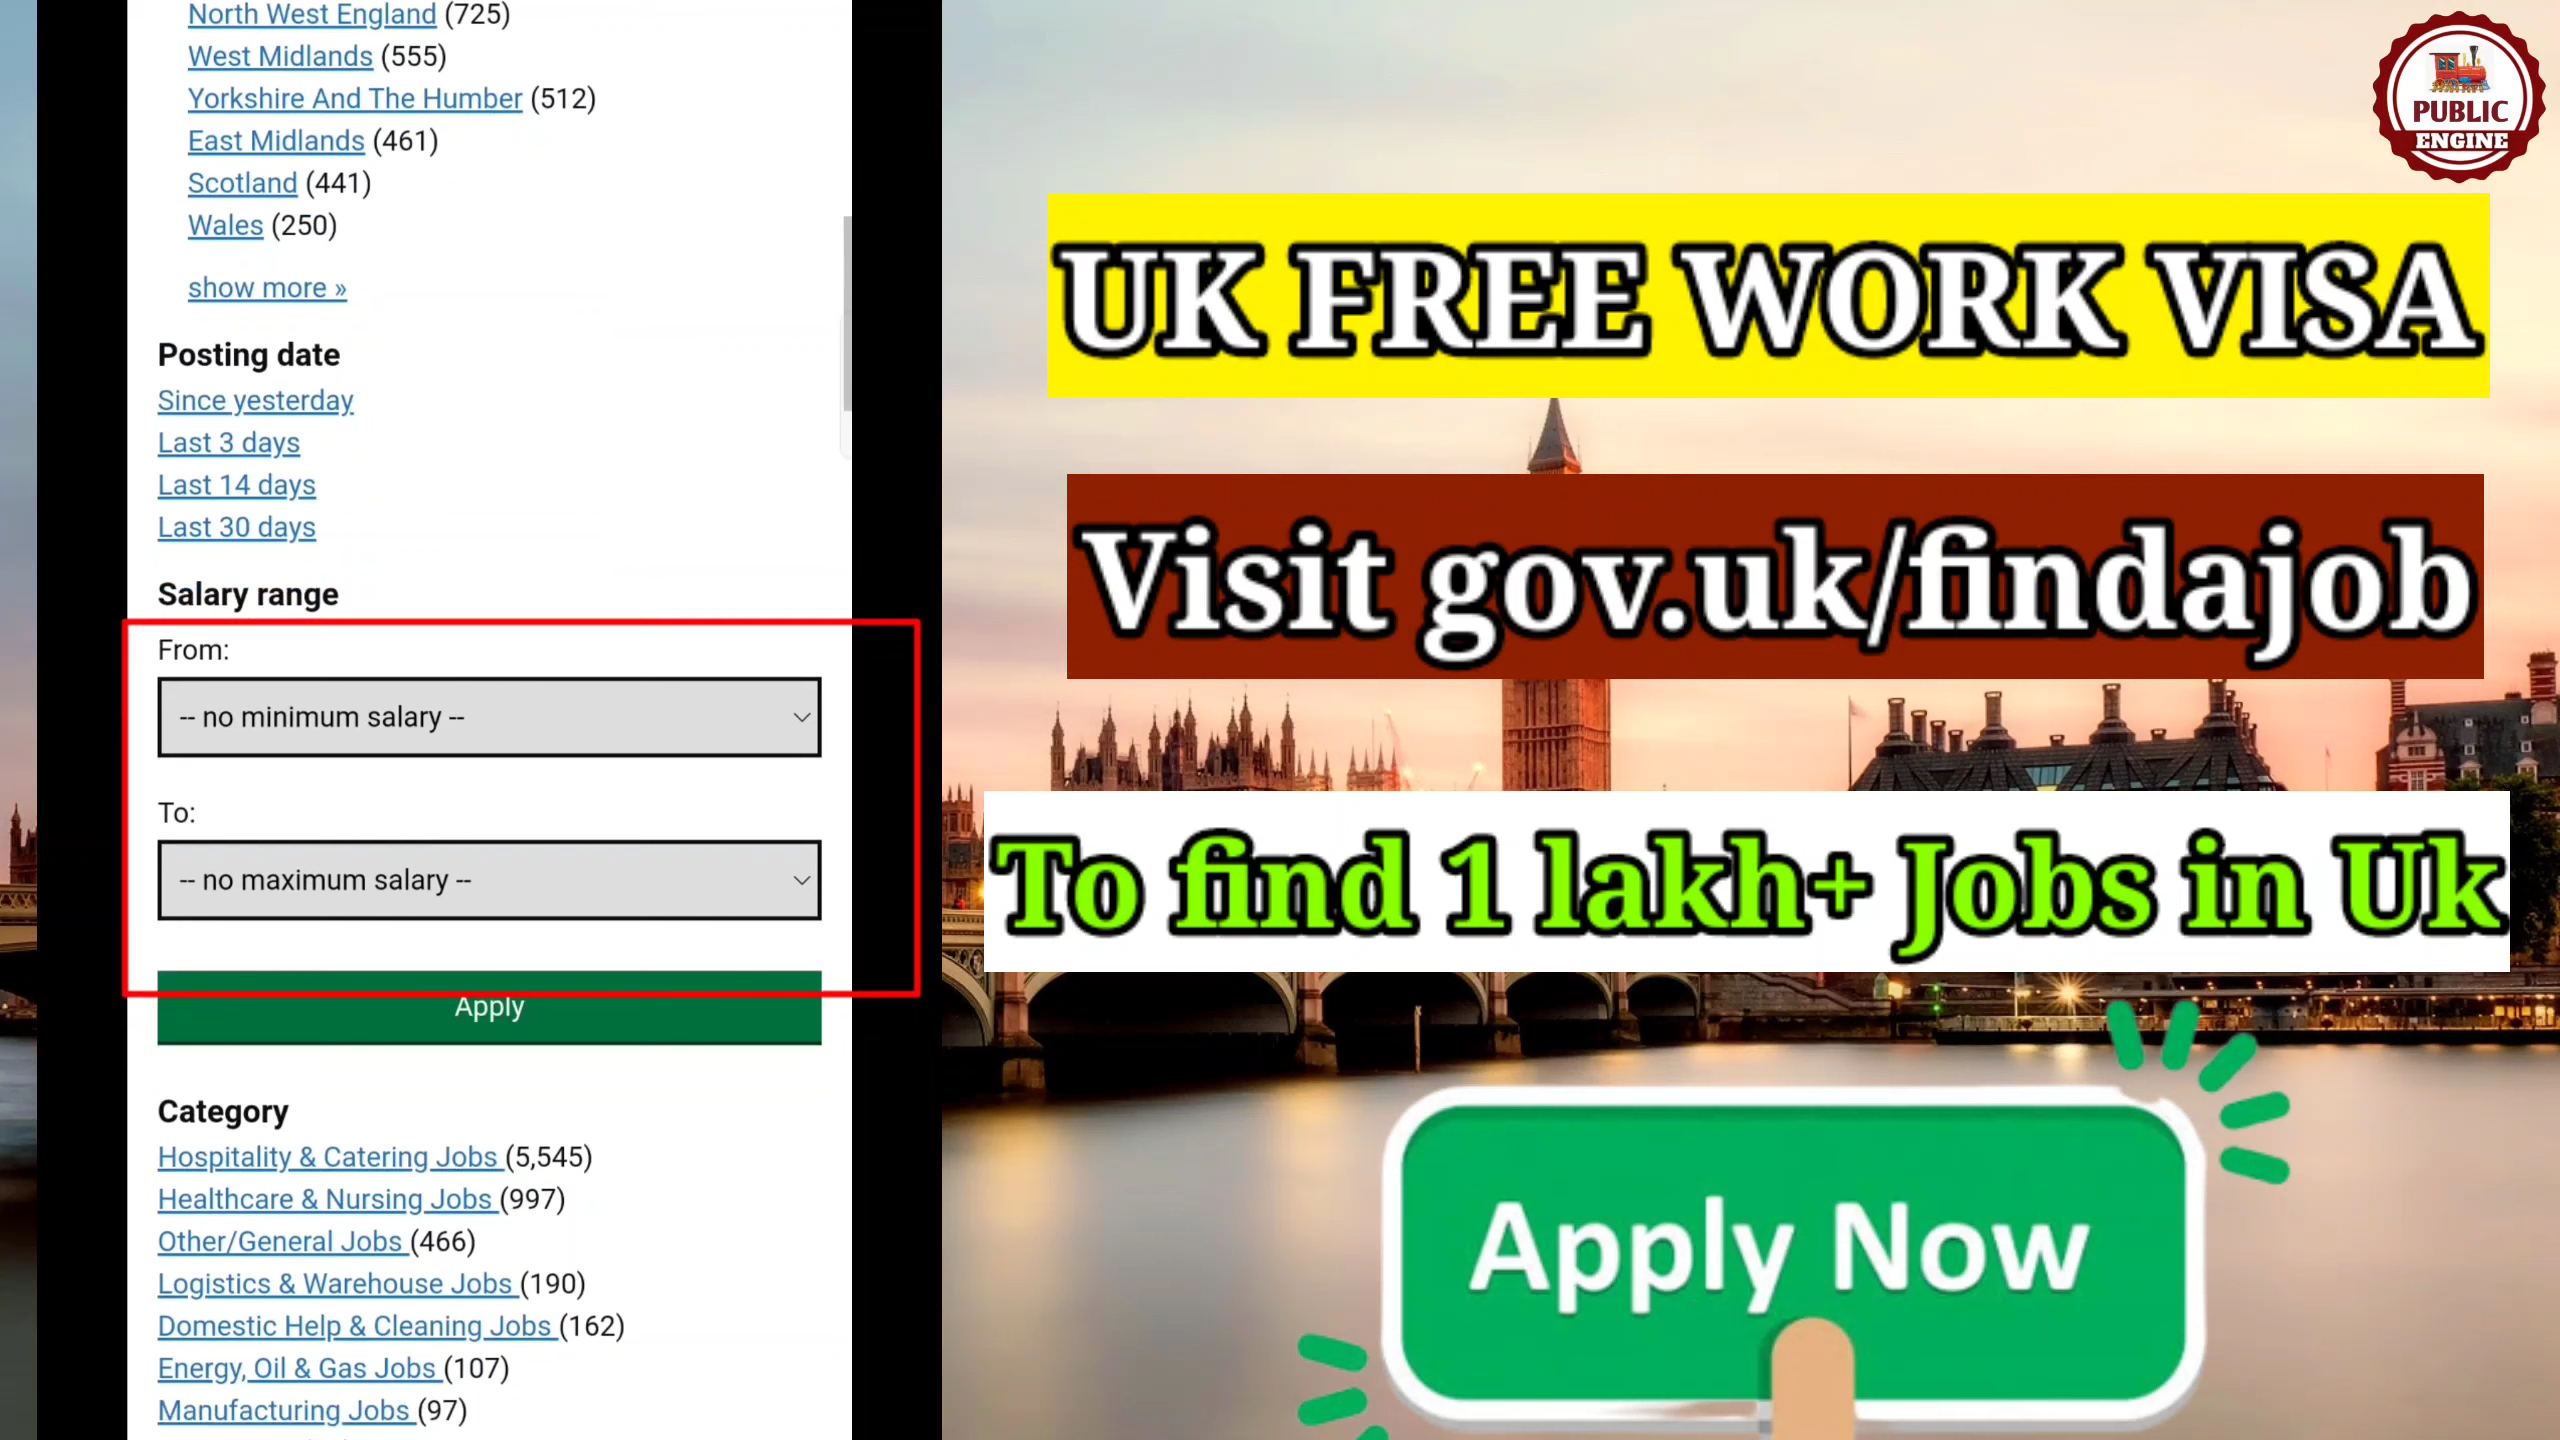 North West England (725)
West Midlands (555)
Yorkshire And The Humber (512)
East Midlands (461)
Scotland (441)
Wales (250)
show more »
Posting date
Since yesterday
Last 3 days
Last 14 days
Last 30 days
Salary range
From:
-- no minimum salary --
To:
-- no maximum salary --
Apply
Category
Hospitality & Catering Jobs (5,545)
Healthcare & Nursing Jobs (997)
Other/General Jobs (466)
Logistics & Warehouse Jobs (190)
Domestic Help & Cleaning Jobs (162)
Energy, Oil & Gas Jobs (107)
Manufacturing Jobs (97)
PUBLIC
ENGINE
UK FREE WORK VISA
Visit gov.uk/findajob
To find 1 lakh+ Jobs in Uk
Apply Now